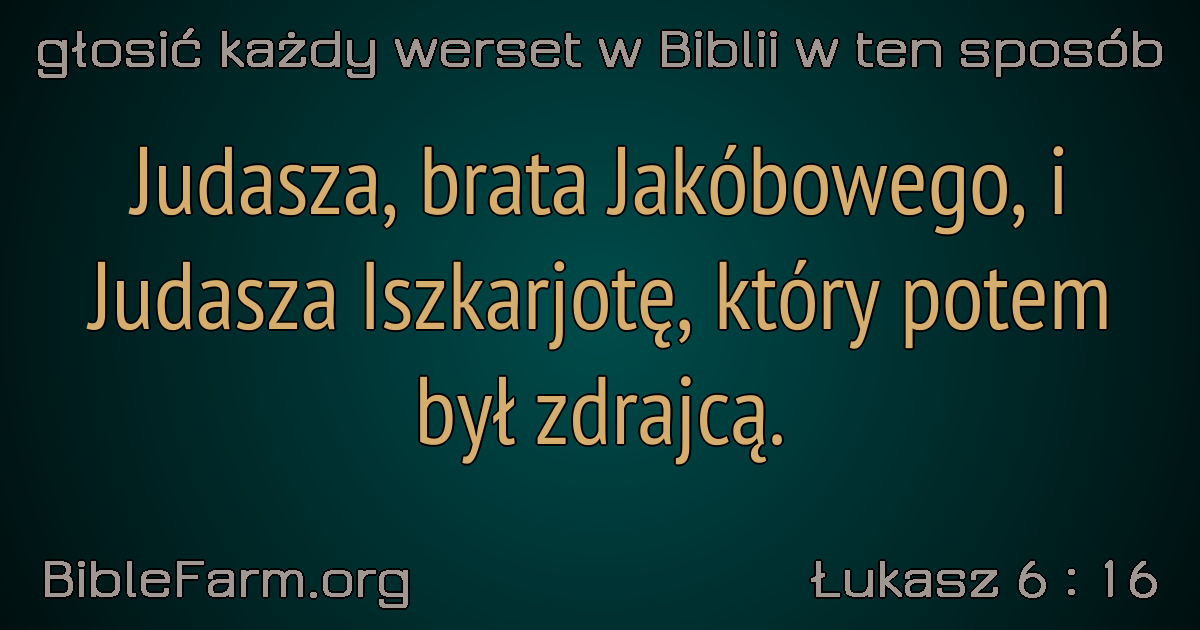 głosić każdy werset w Biblii w ten sposób
Judasza, brata Jakóbowego, i
Judasza Iszkarjotę, który potem
był zdrajcą.
BibleFarm.org
Łukasz 6 : 16